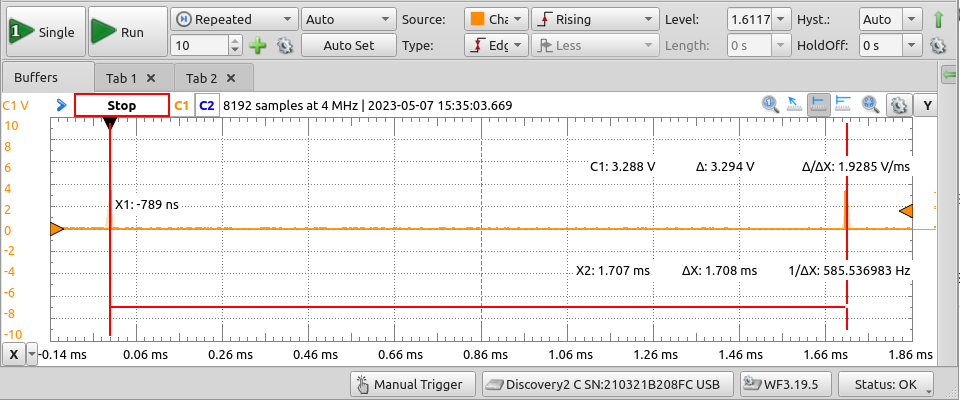 1 Single Run Repeated Auto Source: Cha Rising Level: 1.6117 Hyst.: Auto
10 Auto Set Type: Edg Less Length: 0 s HoldOff: 0 s
Buffers Tab 1 Tab 2
C1 V Stop C1 C2 8192 samples at 4 MHz | 2023-05-07 15:35:03.669 Y
10
8
6 C1: 3.288 V Δ: 3.294 V Δ/ΔX: 1.9285 V/ms
4
2 X1: -789 ns
0
-2
-4 X2: 1.707 ms ΔX: 1.708 ms 1/ΔX: 585.536983 Hz
-6
-8
-10
X -0.14 ms 0.06 ms 0.26 ms 0.46 ms 0.66 ms 0.86 ms 1.06 ms 1.26 ms 1.46 ms 1.66 ms 1.86 ms
Manual Trigger Discovery2 C SN:210321B208FC USB WF3.19.5 Status: OK